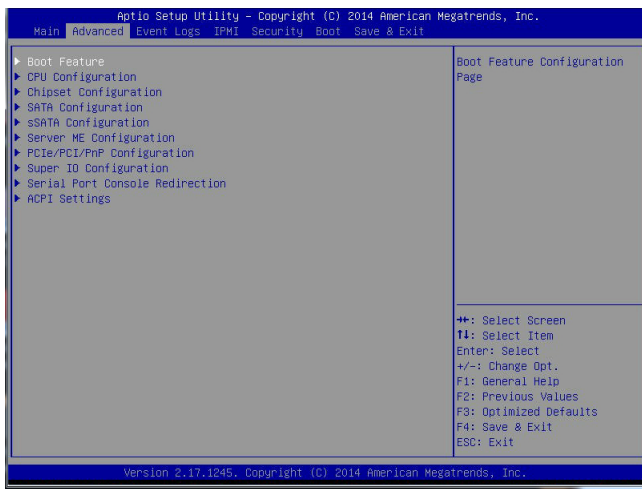 Aptio Setup Utility – Copyright (C) 2014 American Megatrends, Inc.
Main Advanced Event Logs IPMI Security Boot Save & Exit
Boot Feature
CPU Configuration
Chipset Configuration
SATA Configuration
sSATA Configuration
Server ME Configuration
PCIe/PCI/PnP Configuration
Super IO Configuration
Serial Port Console Redirection
ACPI Settings
Boot Feature Configuration
Page
→←: Select Screen
↑↓: Select Item
Enter: Select
+/-: Change Opt.
F1: General Help
F2: Previous Values
F3: Optimized Defaults
F4: Save & Exit
ESC: Exit
Version 2.17.1245. Copyright (C) 2014 American Megatrends, Inc.